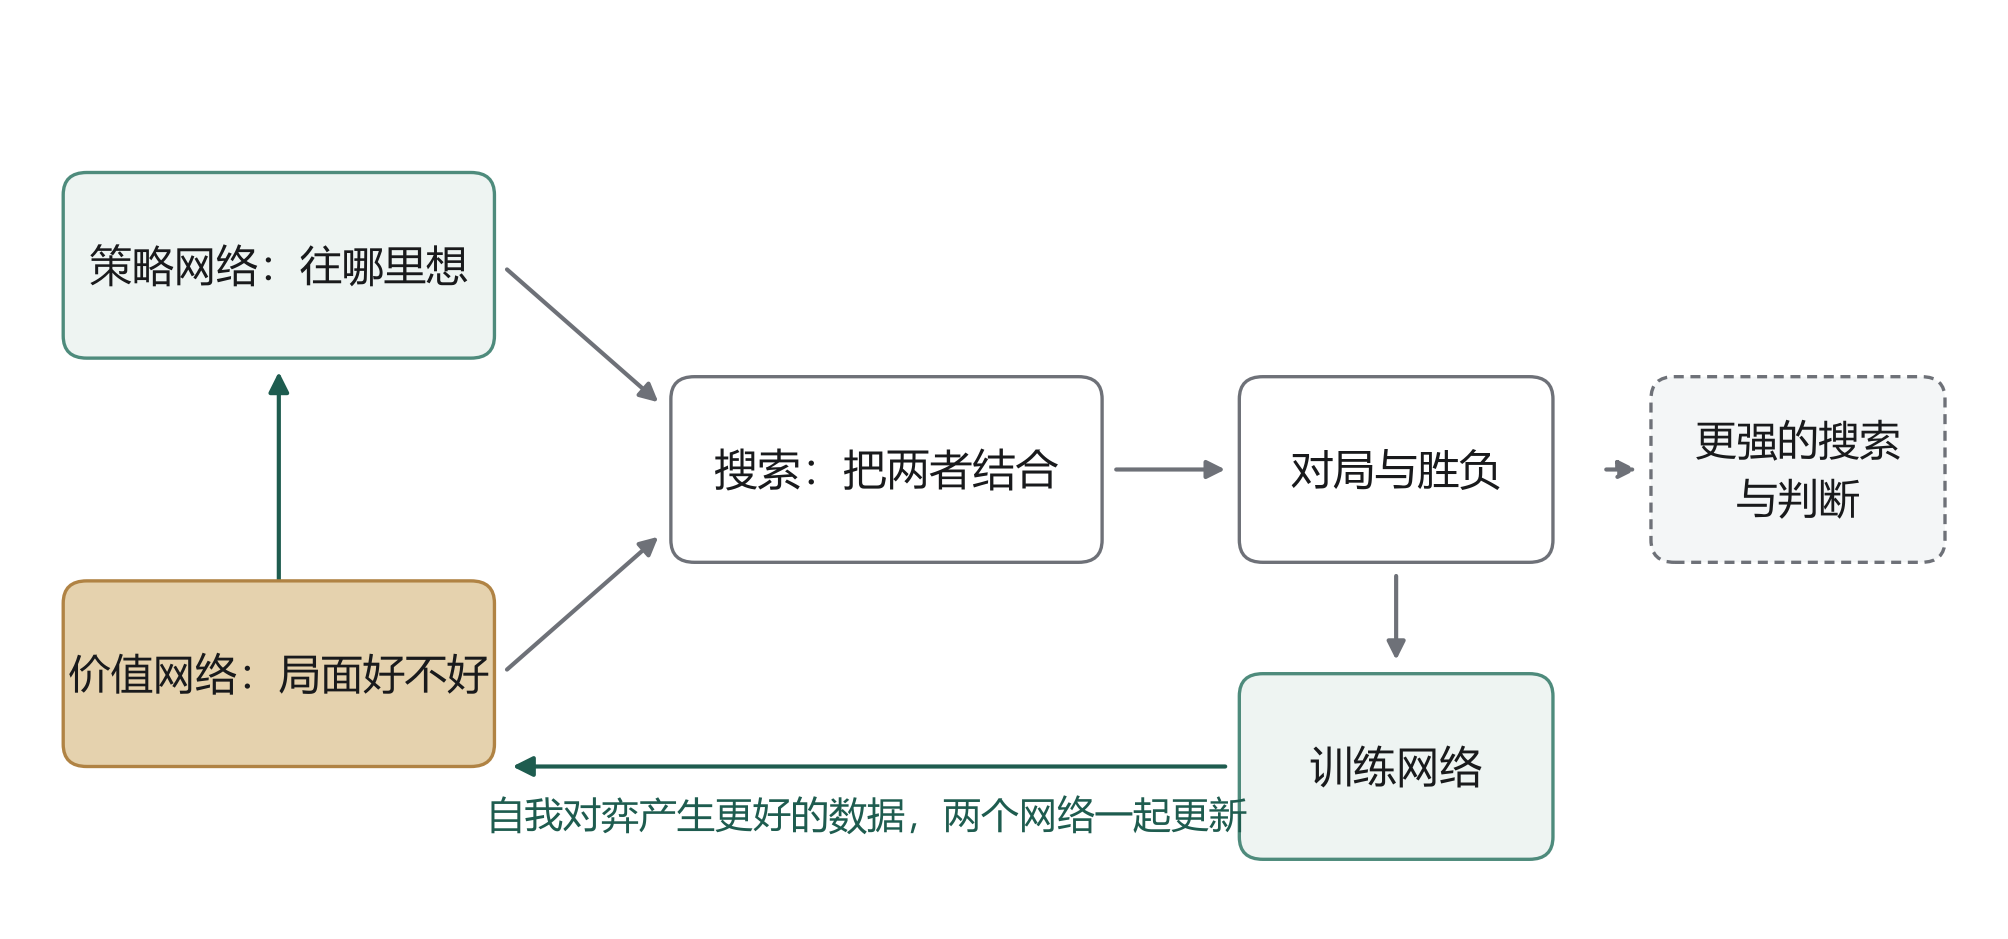 策略网络：往哪里想
搜索：把两者结合
对局与胜负
更强的搜索
与判断
价值网络：局面好不好
训练网络
自我对弈产生更好的数据，两个网络一起更新